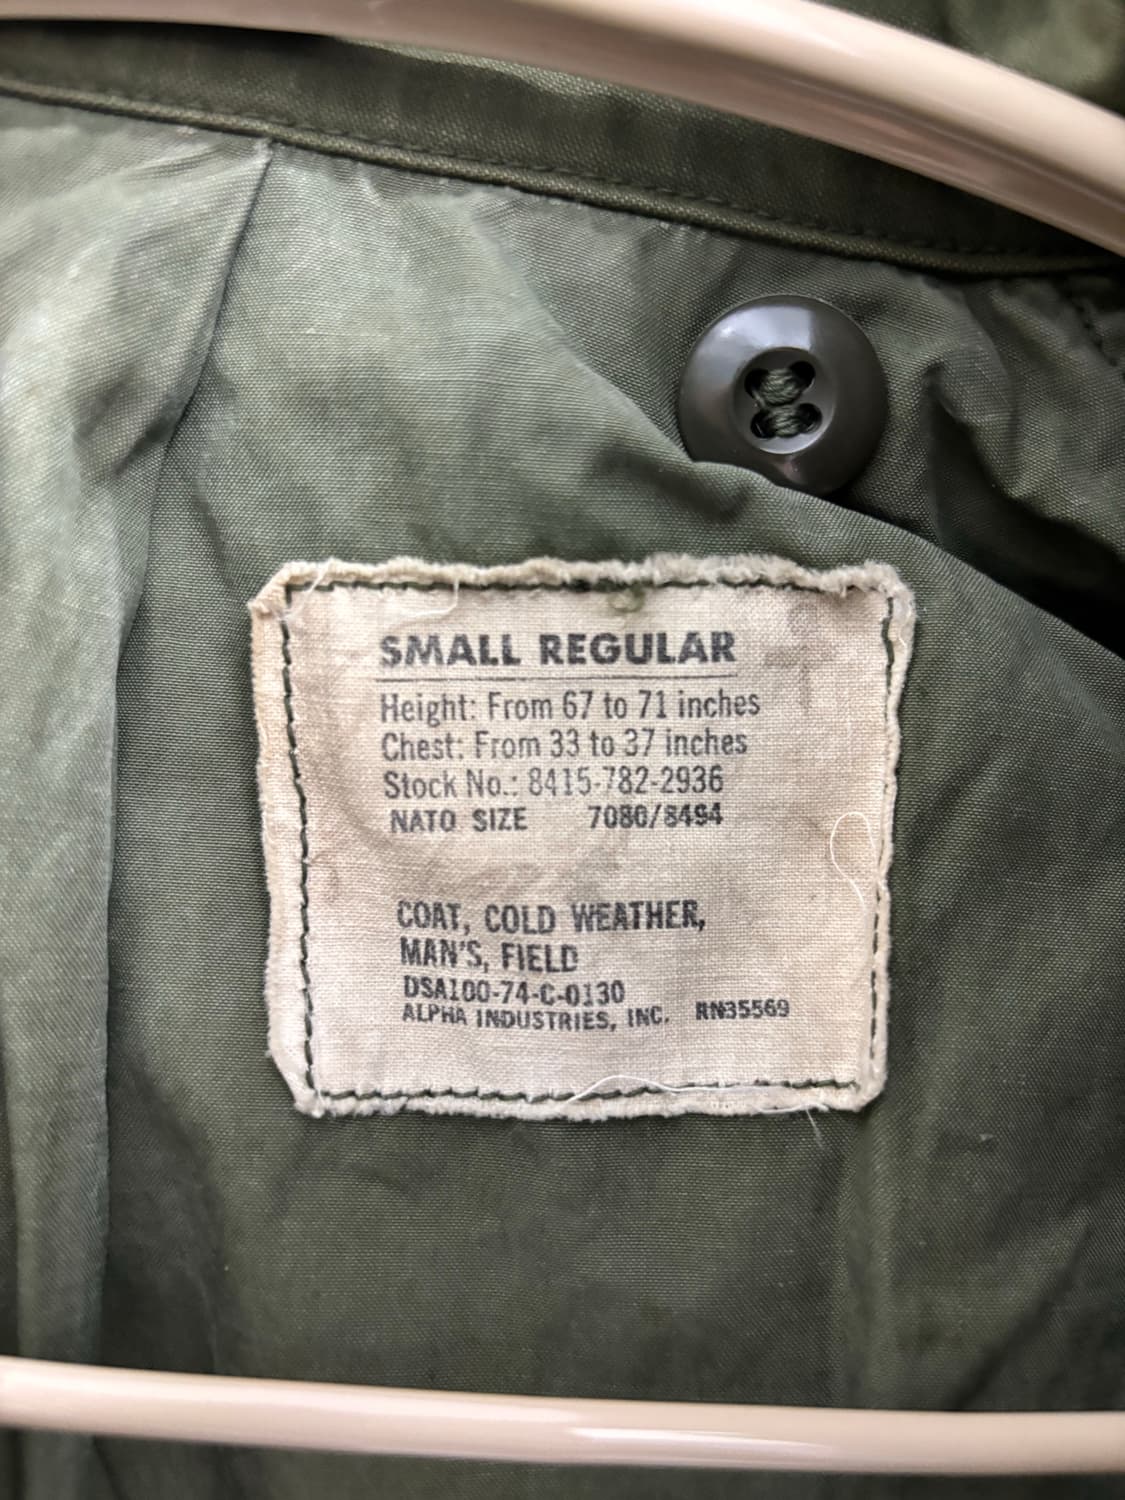 SMALL REGULAR
Height: From 67 to 71 inches
Chest: From 33 to 37 inches
Stock No.: 8415-782-2936
NATO SIZE 7080/8494
COAT, COLD WEATHER,
MAN'S, FIELD
DSA100-74-C-0130
ALPHA INDUSTRIES, INC. RN35569